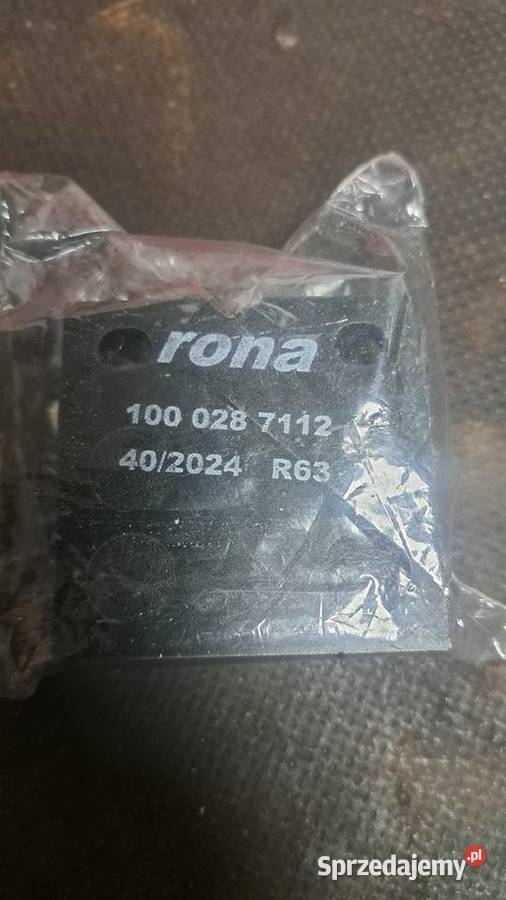 rona
100 028 7112
40/2024 R63
Sprzedajemy.pl